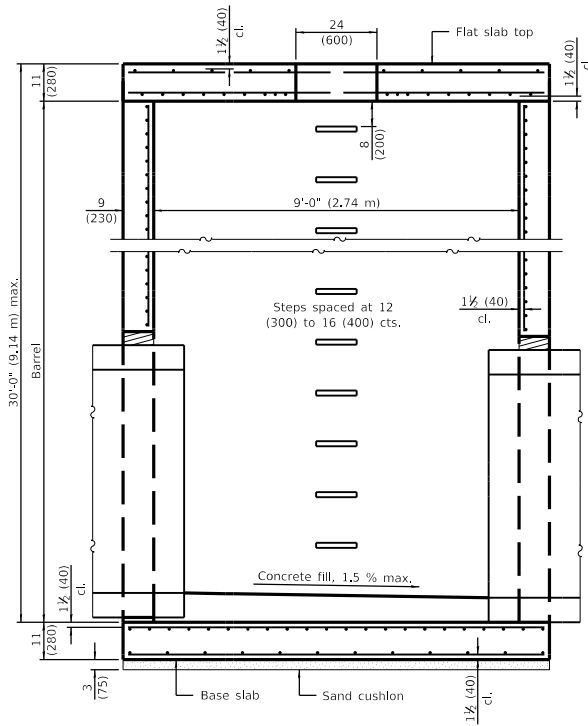 24
(600)
1½ (40)
cl.
Flat slab top
1½ (40)
cl.
11
(280)
8
(200)
9
(230)
9'-0" (2.74 m)
30'-0" (9.14 m) max.
Barrel
Steps spaced at 12
(300) to 16 (400) cts.
1½ (40)
cl.
1½ (40)
cl.
Concrete fill, 1.5 % max.
11
(280)
3
(75)
Base slab
Sand cushion
1½ (40)
cl.